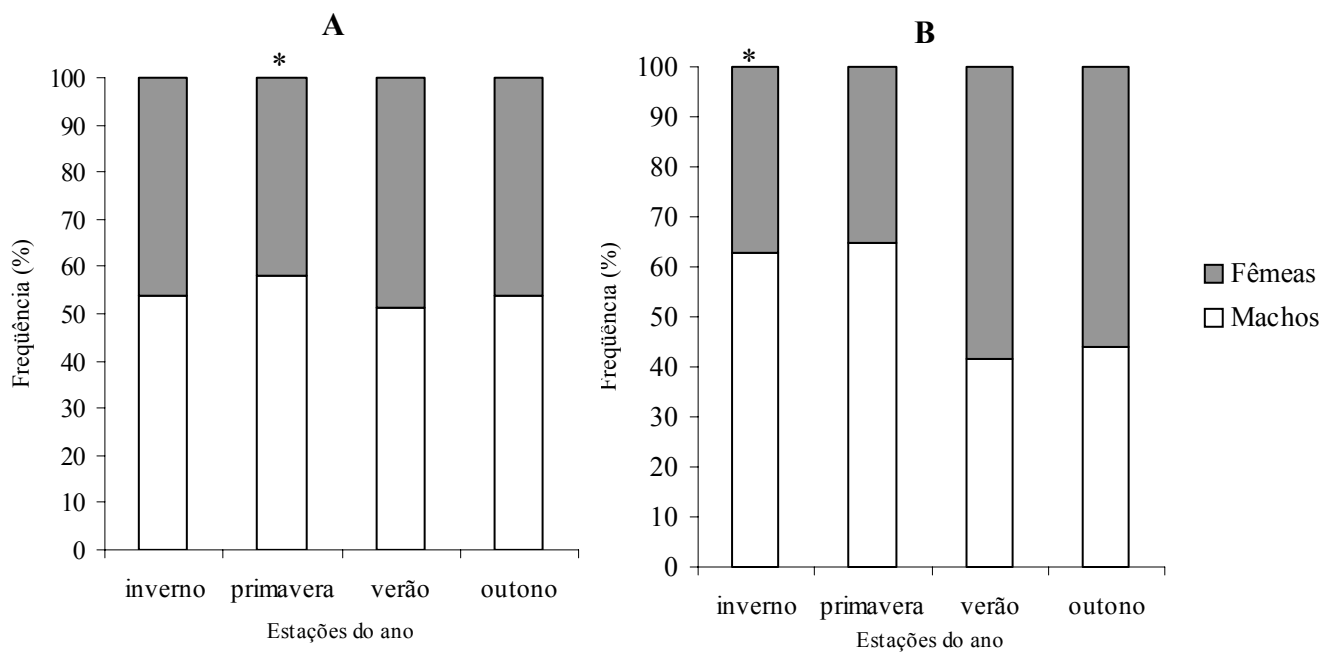 A
*
100
90
80
70
60
50
40
30
20
10
0
Freqüência (%)
inverno primavera verão outono
Estações do ano
B
*
100
90
80
70
60
50
40
30
20
10
0
Freqüência (%)
inverno primavera verão outono
Estações do ano
Fêmeas
Machos